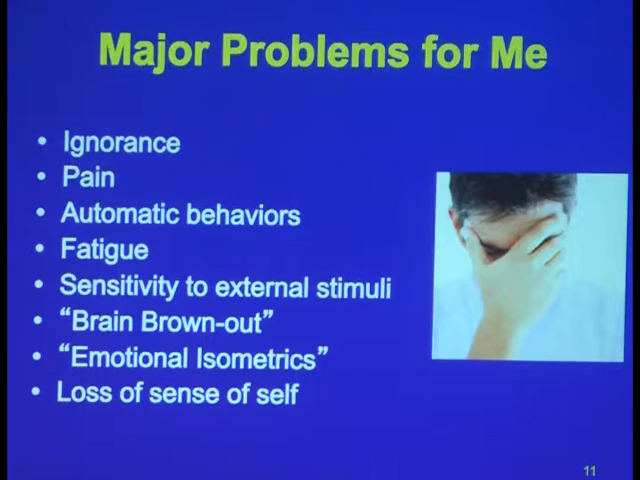 Major Problems for Me
• Ignorance
• Pain
• Automatic behaviors
• Fatigue
• Sensitivity to external stimuli
• “Brain Brown-out”
• “Emotional Isometrics”
• Loss of sense of self
11